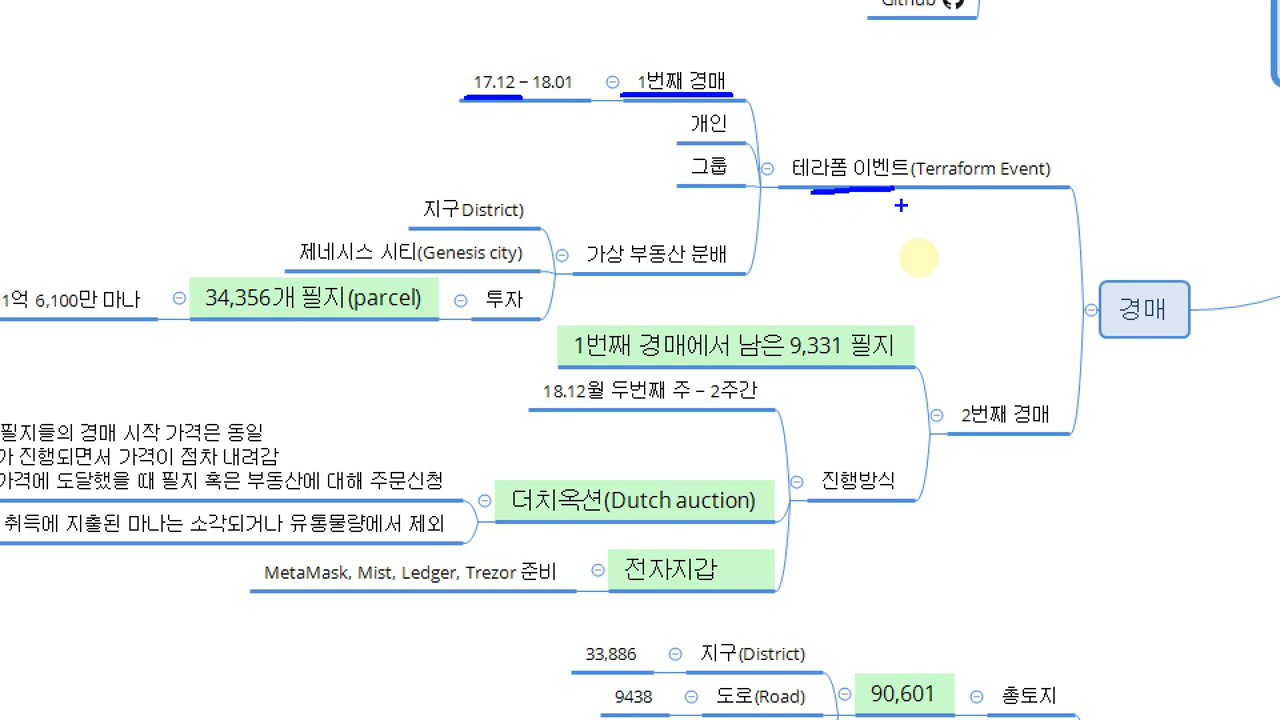 Github
17.12 – 18.01
1번째 경매
개인
그룹
테라폼 이벤트(Terraform Event)
지구District)
제네시스 시티(Genesis city)
가상 부동산 분배
1억 6,100만 마나
34,356개 필지(parcel)
투자
경매
1번째 경매에서 남은 9,331 필지
18.12월 두번째 주 – 2주간
2번째 경매
필지들의 경매 시작 가격은 동일
가 진행되면서 가격이 점차 내려감
가격에 도달했을 때 필지 혹은 부동산에 대해 주문신청
진행방식
더치옥션(Dutch auction)
취득에 지출된 마나는 소각되거나 유통물량에서 제외
MetaMask, Mist, Ledger, Trezor 준비
전자지갑
33,886
지구(District)
9438
도로(Road)
90,601
총토지